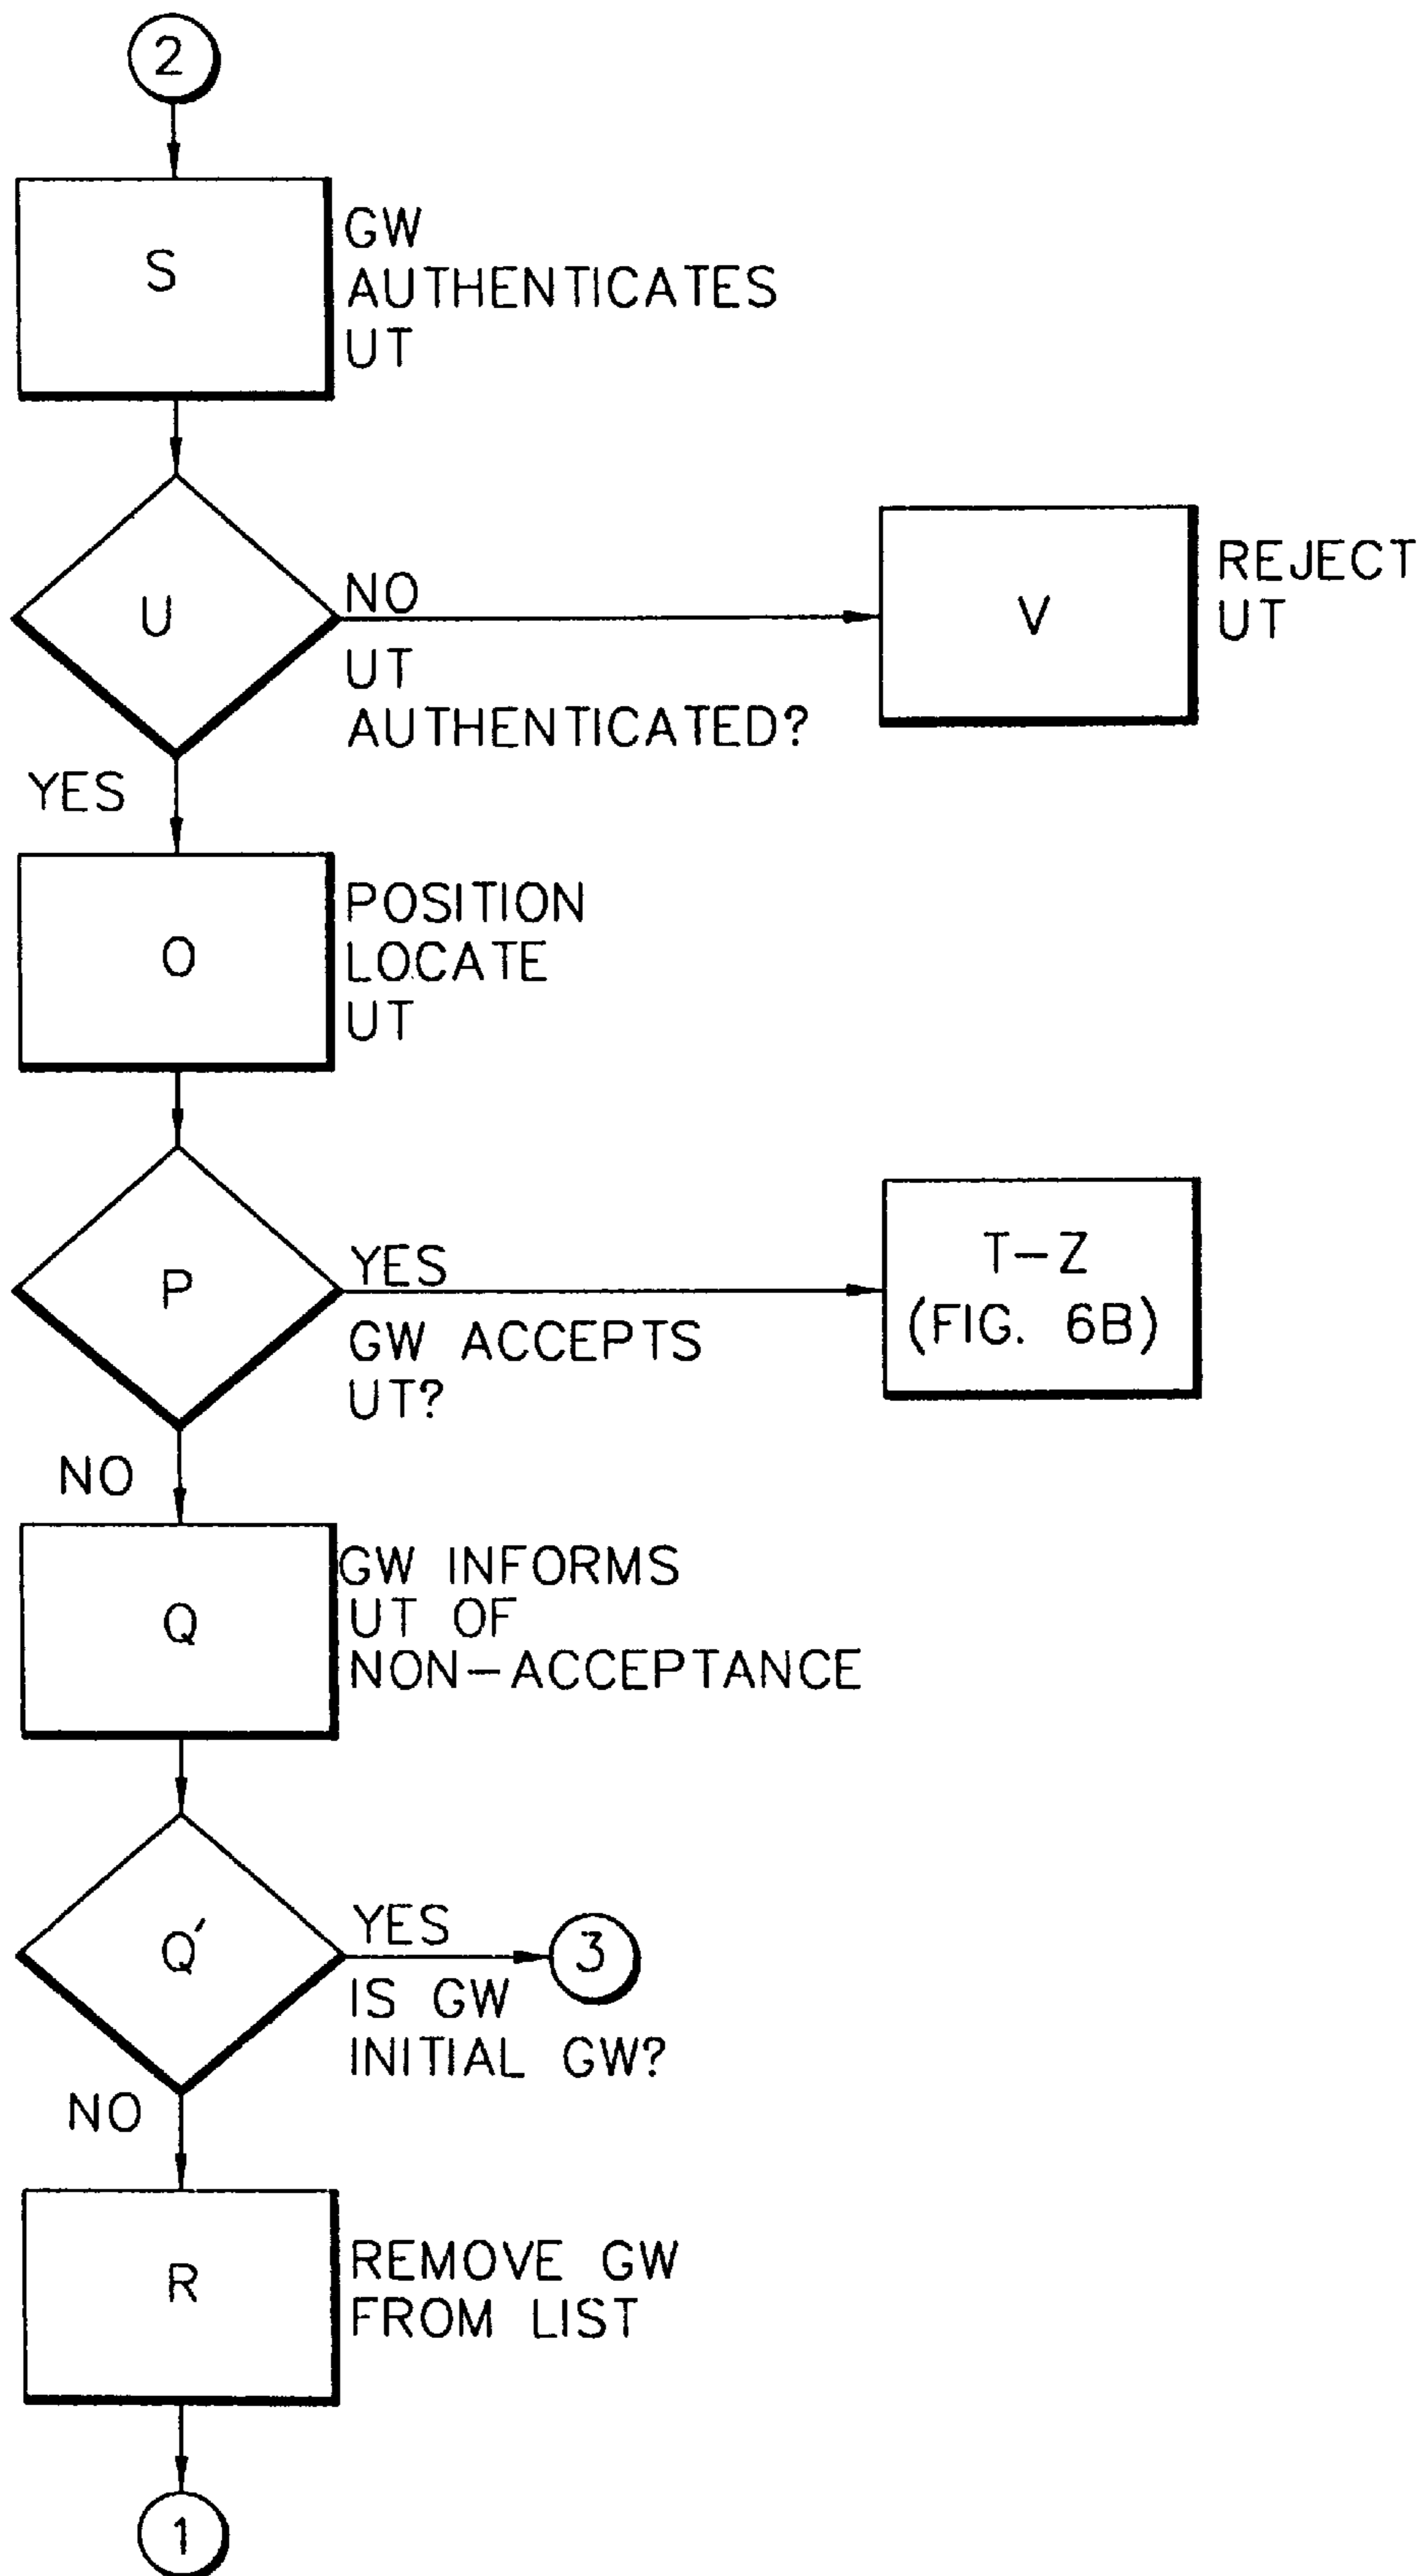 2
S
GW
AUTHENTICATES
UT
U
NO
UT
AUTHENTICATED?
V
REJECT
UT
YES
O
POSITION
LOCATE
UT
P
YES
GW ACCEPTS
UT?
T-Z
(FIG. 6B)
NO
Q
GW INFORMS
UT OF
NON-ACCEPTANCE
Q'
YES
IS GW
INITIAL GW?
3
NO
R
REMOVE GW
FROM LIST
1